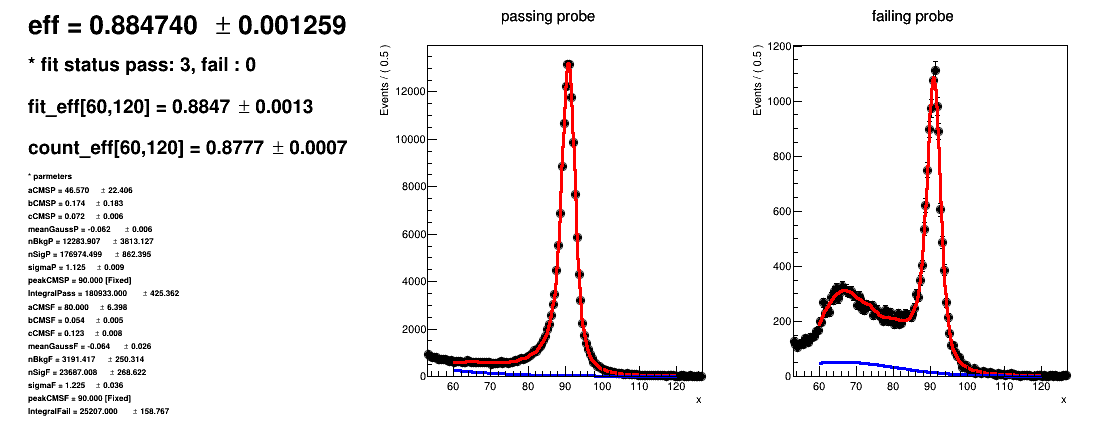 eff = 0.884740 ± 0.001259
* fit status pass: 3, fail : 0
fit_eff[60,120] = 0.8847 ± 0.0013
count_eff[60,120] = 0.8777 ± 0.0007
* parmeters
aCMSP = 46.570 ± 22.406
bCMSP = 0.174 ± 0.183
cCMSP = 0.072 ± 0.006
meanGaussP = -0.062 ± 0.006
nBkgP = 12283.907 ± 3813.127
nSigP = 176974.499 ± 862.395
sigmaP = 1.125 ± 0.009
peakCMSP = 90.000 [Fixed]
IntegralPass = 180933.000 ± 425.362
aCMSF = 80.000 ± 6.398
bCMSF = 0.054 ± 0.005
cCMSF = 0.123 ± 0.008
meanGaussF = -0.064 ± 0.026
nBkgF = 3191.417 ± 250.314
nSigF = 23687.008 ± 268.622
sigmaF = 1.225 ± 0.036
peakCMSF = 90.000 [Fixed]
IntegralFail = 25207.000 ± 158.767
passing probe
Events / ( 0.5 )
12000
10000
8000
6000
4000
2000
0
60 70 80 90 100 110 120
x
failing probe
Events / ( 0.5 )
1200
1000
800
600
400
200
0
60 70 80 90 100 110 120
x